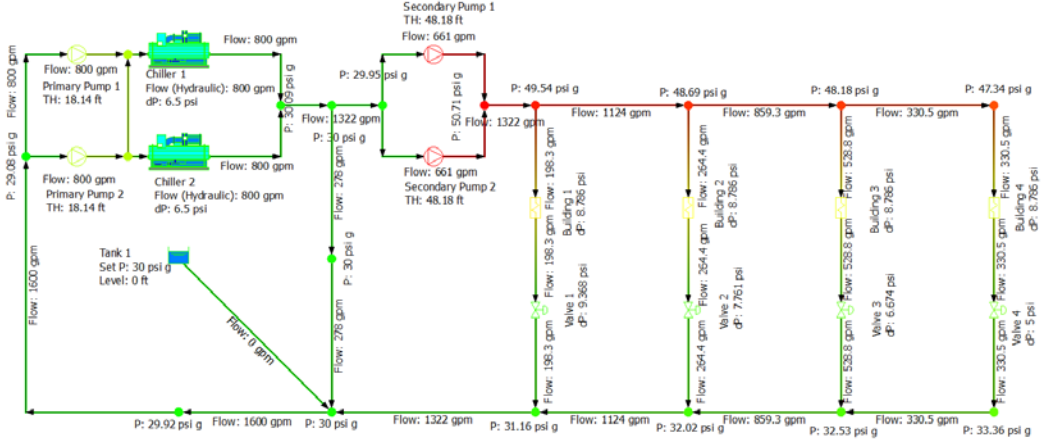 Secondary Pump 1
TH: 48.18 ft
Flow: 661 gpm
Flow: 800 gpm
Flow: 800 gpm
Flow: 800 gpm
Primary Pump 1
TH: 18.14 ft
Chiller 1
Flow (Hydraulic): 800 gpm
dP: 6.5 psi
P: 30.09 psi g
P: 29.95 psi g
Flow: 1322 gpm
P: 30 psi g
P: 50.71 psi g
Flow: 1322 gpm
P: 49.54 psi g
Flow: 1124 gpm
P: 48.69 psi g
Flow: 859.3 gpm
P: 48.18 psi g
Flow: 330.5 gpm
P: 47.34 psi g
P: 29.08 psi g
Flow: 800 gpm
Primary Pump 2
TH: 18.14 ft
Flow: 800 gpm
Chiller 2
Flow (Hydraulic): 800 gpm
dP: 6.5 psi
Flow: 661 gpm
Secondary Pump 2
TH: 48.18 ft
Flow: 278 gpm
P: 30 psi g
Flow: 278 gpm
Flow: 198.3 gpm
Building 1
dP: 8.786 psi
Flow: 198.3 gpm
Valve 1
dP: 9.368 psi
Flow: 198.3 gpm
Flow: 264.4 gpm
Building 2
dP: 8.786 psi
Flow: 264.4 gpm
Valve 2
dP: 7.761 psi
Flow: 264.4 gpm
Flow: 528.8 gpm
Building 3
dP: 8.786 psi
Flow: 528.8 gpm
Valve 3
dP: 6.674 psi
Flow: 528.8 gpm
Flow: 330.5 gpm
Building 4
dP: 8.786 psi
Flow: 330.5 gpm
Valve 4
dP: 5 psi
Flow: 330.5 gpm
Tank 1
Set P: 30 psi g
Level: 0 ft
Flow: 0 gpm
Flow: 1600 gpm
P: 29.92 psi g
Flow: 1600 gpm
P: 30 psi g
Flow: 1322 gpm
P: 31.16 psi g
Flow: 1124 gpm
P: 32.02 psi g
Flow: 859.3 gpm
P: 32.53 psi g
Flow: 330.5 gpm
P: 33.36 psi g